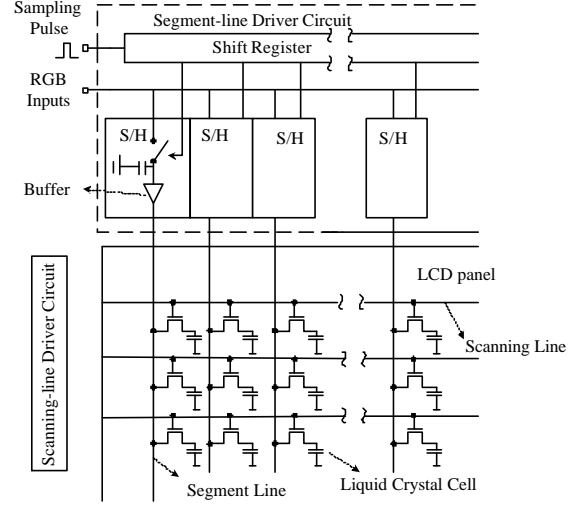 Sampling
Pulse
Segment-line Driver Circuit
Shift Register
RGB
Inputs
S/H
S/H
S/H
S/H
Buffer
Scanning-line Driver Circuit
LCD panel
Scanning Line
Segment Line
Liquid Crystal Cell